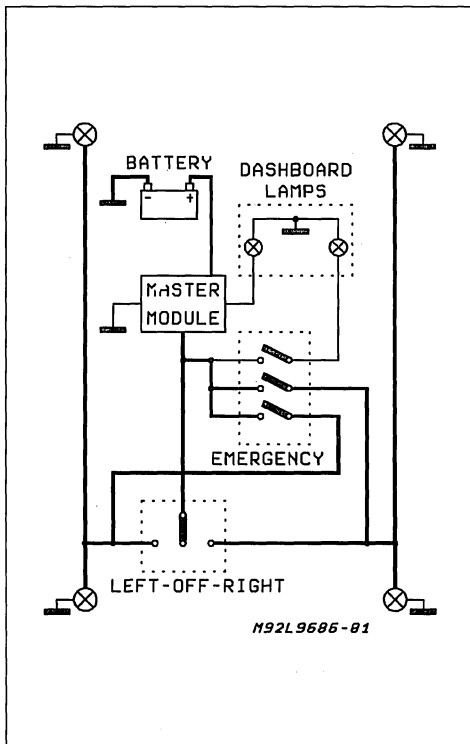 BATTERY
DASHBOARD
LAMPS
- +
MASTER
MODULE
EMERGENCY
LEFT-OFF-RIGHT
M92L9686-01